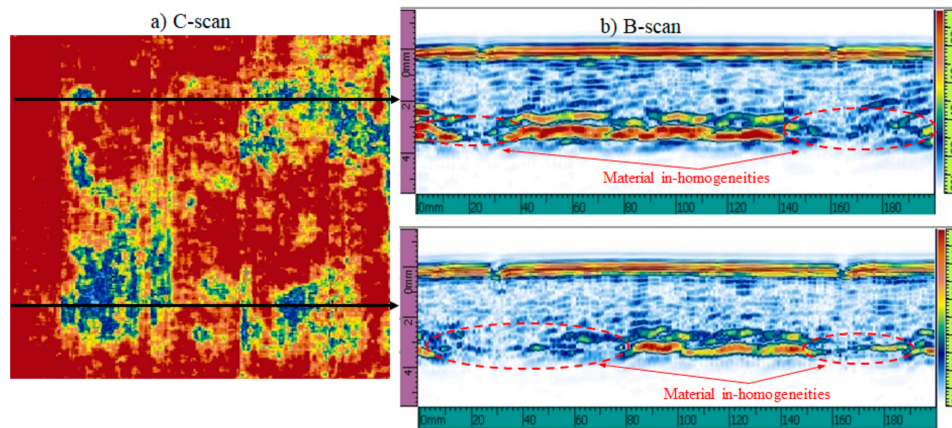 a) C-scan
b) B-scan
0mm
2
4
Material in-homogeneities
0mm 20 40 60 80 100 120 140 160 180
0mm
2
4
Material in-homogeneities
0mm 20 40 60 80 100 120 140 160 180